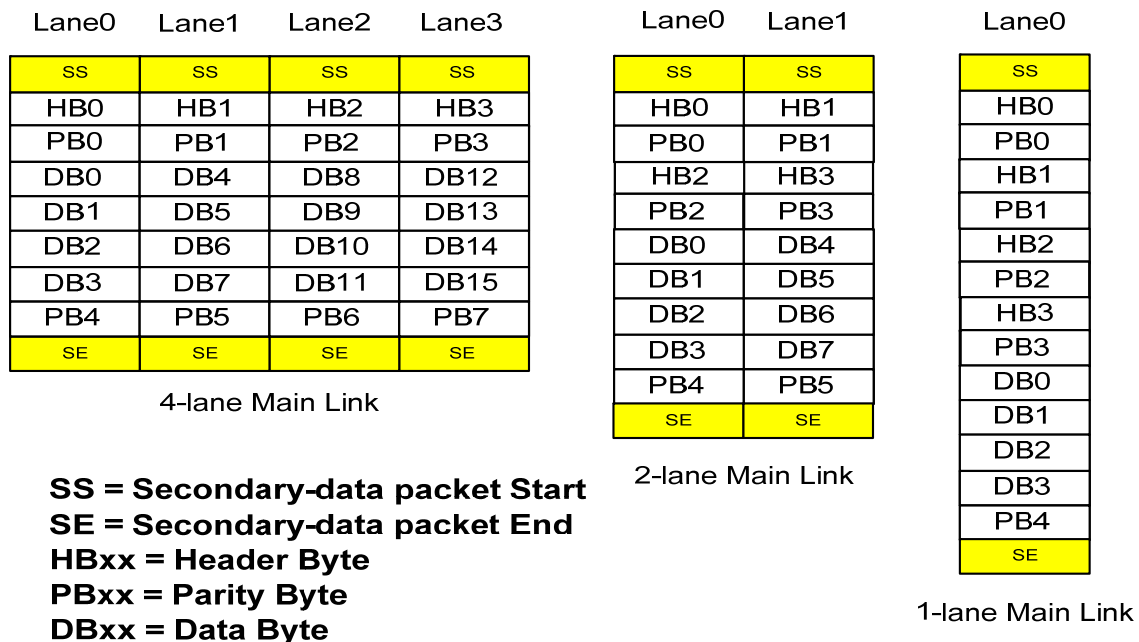 Lane0 Lane1 Lane2 Lane3
SS SS SS SS
HB0 HB1 HB2 HB3
PB0 PB1 PB2 PB3
DB0 DB4 DB8 DB12
DB1 DB5 DB9 DB13
DB2 DB6 DB10 DB14
DB3 DB7 DB11 DB15
PB4 PB5 PB6 PB7
SE SE SE SE
4-lane Main Link
Lane0 Lane1
SS SS
HB0 HB1
PB0 PB1
HB2 HB3
PB2 PB3
DB0 DB4
DB1 DB5
DB2 DB6
DB3 DB7
PB4 PB5
SE SE
2-lane Main Link
Lane0
SS
HB0
PB0
HB1
PB1
HB2
PB2
HB3
PB3
DB0
DB1
DB2
DB3
PB4
SE
1-lane Main Link
SS = Secondary-data packet Start
SE = Secondary-data packet End
HBxx = Header Byte
PBxx = Parity Byte
DBxx = Data Byte